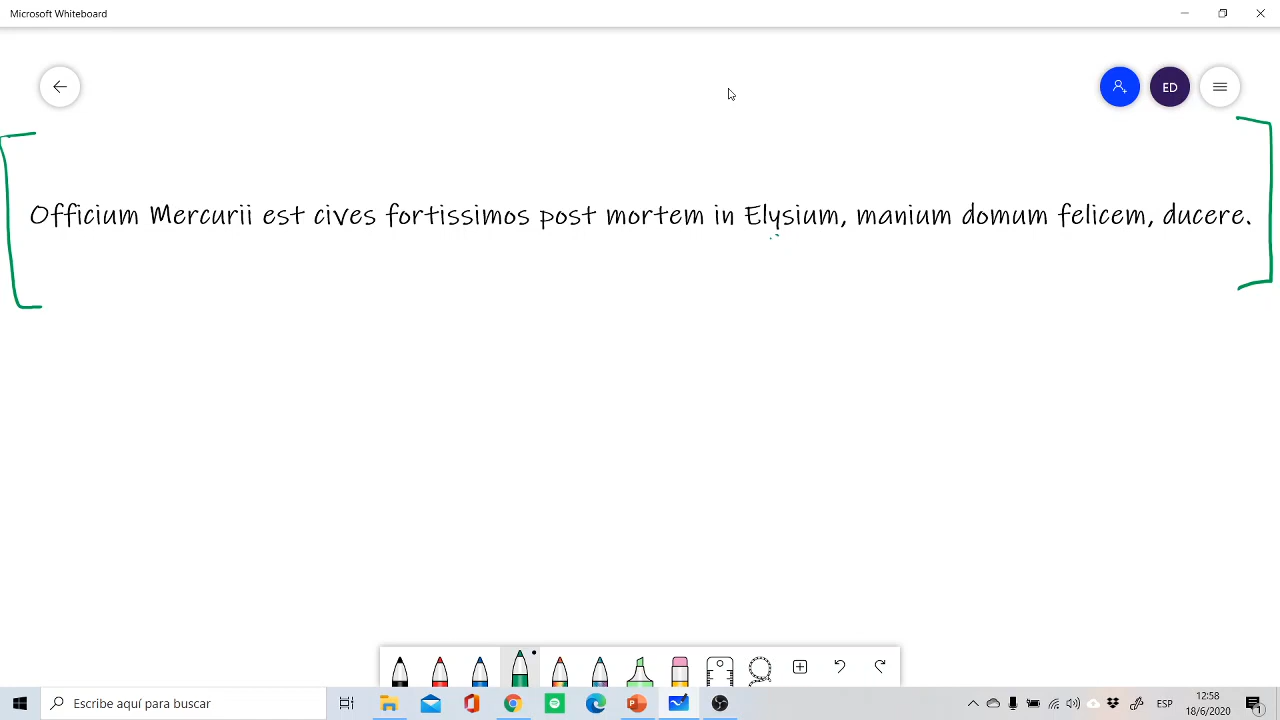 Microsoft Whiteboard
ED
Officium Mercurii est cives fortissimos post mortem in Elysium, manium domum felicem, ducere.
Escribe aquí para buscar
ESP
12:58
18/6/2020
1